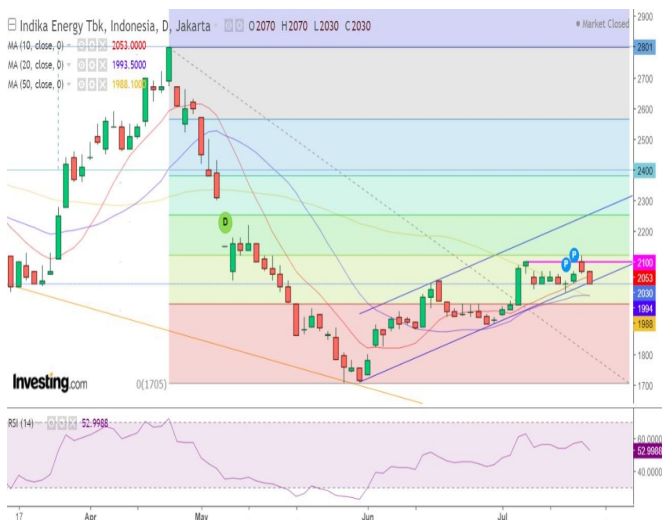 Indika Energy Tbk, Indonesia, D, Jakarta O2070 H2070 L2030 C2030
Market Closed
MA (10, close, 0) 2053.0000
MA (20, close, 0) 1993.5000
MA (50, close, 0) 1988.1000
2900
2801
2700
2600
2500
2400
2300
2200
2100
2053
2030
1994
1988
1900
1800
1700
D
P
P
Investing.com
0(1705)
RSI (14) 52.9988
60.0000
52.9988
40.0000
17 Apr May Jun Jul